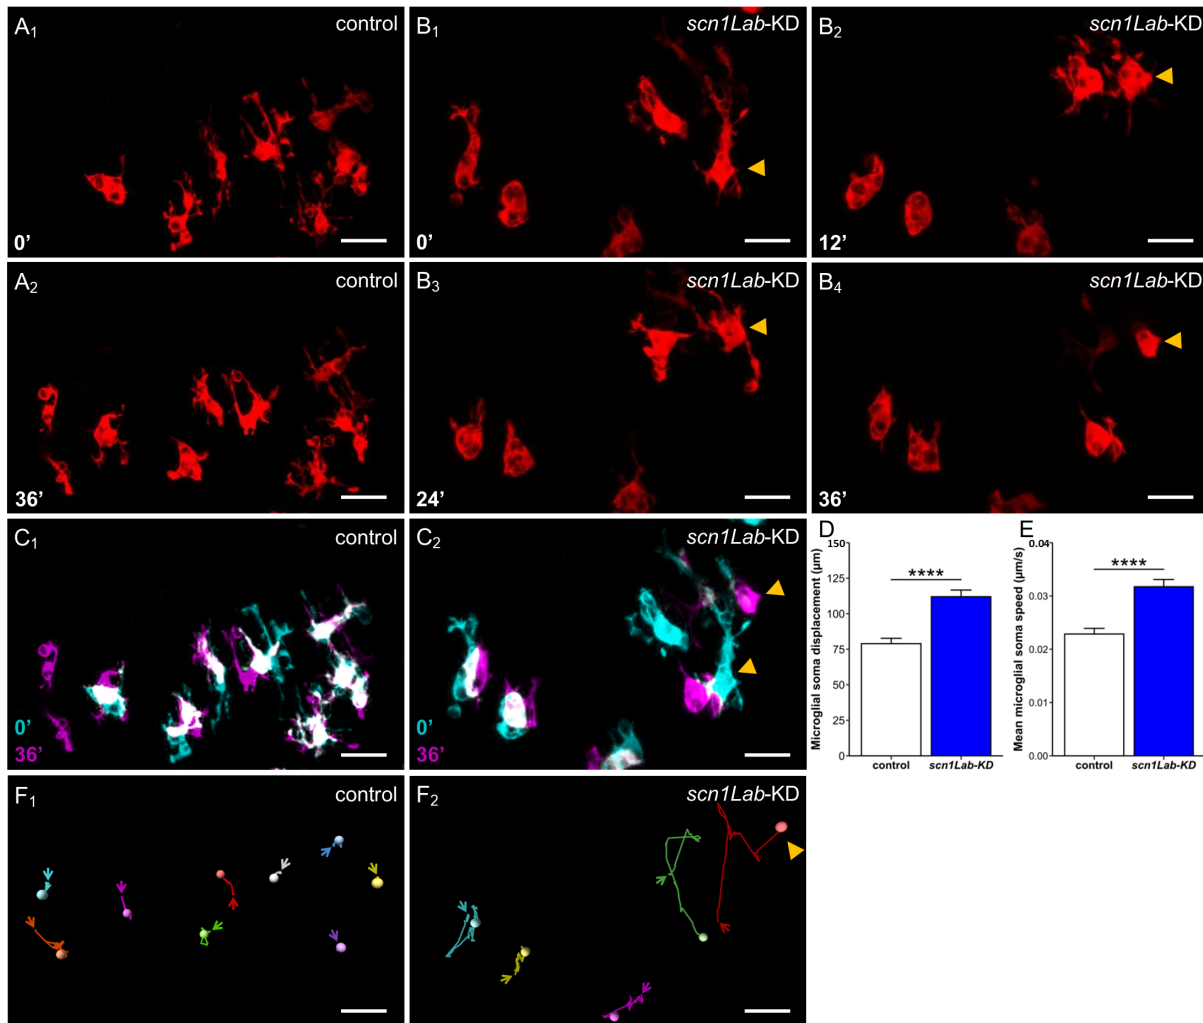 A1 control
0’
B1 scn1Lab-KD
0’
B2 scn1Lab-KD
12’
A2 control
36’
B3 scn1Lab-KD
24’
B4 scn1Lab-KD
36’
C1 control
0’
36’
C2 scn1Lab-KD
0’
36’
D
Microglial soma displacement (µm)
150
125
100
75
50
25
0
****
control scn1Lab-KD
E
Mean microglial soma speed (µm/s)
0.04
0.03
0.02
0.01
0.00
****
control scn1Lab-KD
F1 control
F2 scn1Lab-KD